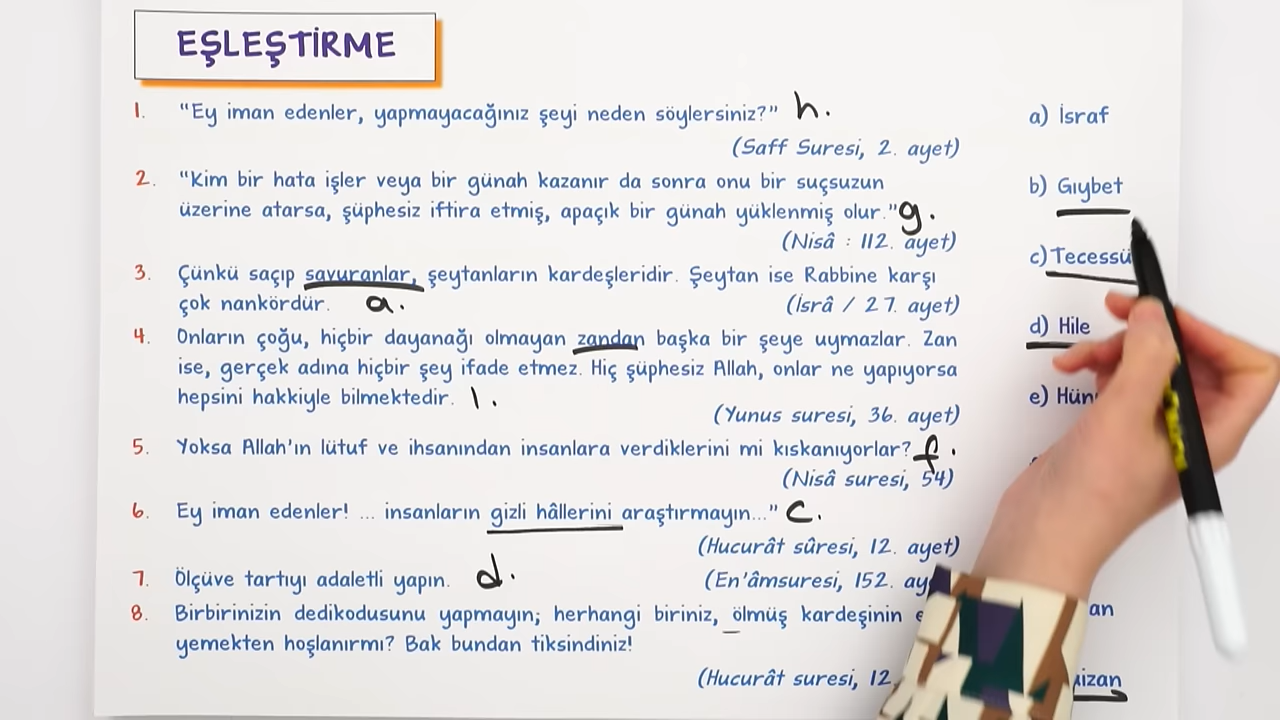 EŞLEŞTİRME
1. "Ey iman edenler, yapmayacağınız şeyi neden söylersiniz?" h.
(Saff Suresi, 2. ayet)
2. "Kim bir hata işler veya bir günah kazanır da sonra onu bir suçsuzun
üzerine atarsa, şüphesiz iftira etmiş, apaçık bir günah yüklenmiş olur." g.
(Nisâ : 112. ayet)
3. Çünkü saçıp savuranlar, şeytanların kardeşleridir. Şeytan ise Rabbine karşı
çok nankördür. a. (İsrâ / 27. ayet)
4. Onların çoğu, hiçbir dayanağı olmayan zandan başka bir şeye uymazlar. Zan
ise, gerçek adına hiçbir şey ifade etmez. Hiç şüphesiz Allah, onlar ne yapıyorsa
hepsini hakkiyle bilmektedir. ı.
(Yunus suresi, 36. ayet)
5. Yoksa Allah'ın lütuf ve ihsanından insanlara verdiklerini mi kıskanıyorlar? f.
(Nisâ suresi, 54)
6. Ey iman edenler! ... insanların gizli hâllerini araştırmayın..." c.
(Hucurât sûresi, 12. ayet)
7. Ölçüve tartıyı adaletli yapın. d. (En'âmsuresi, 152.
8. Birbirinizin dedikodusunu yapmayın; herhangi biriniz, ölmüş kardeşinin
yemekten hoşlanırmı? Bak bundan tiksindiniz!
(Hucurât suresi, 12.
a) İsraf
b) Gıybet
c)
d) Hile
e)